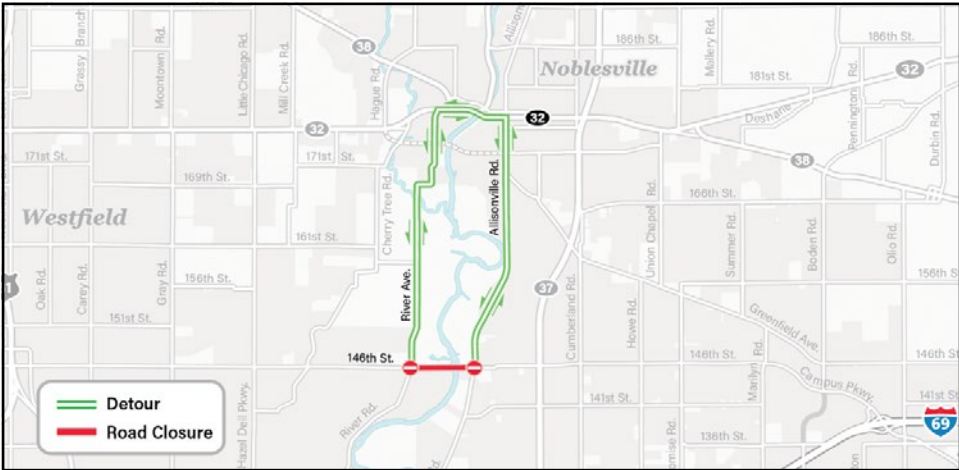 Grassy Branch
Moontown Rd.
Little Chicago Rd.
Mill Creek Rd.
Hague Rd.
38
Allisonv
186th St.
Mallery Rd.
186th St.
Noblesville
181st St.
Pennington Rd.
32
Durbin Rd.
32
32
Deshane
171st St.
171st St.
38
169th St.
Cherry Tree Rd.
Allisonville Rd.
166th St.
Westfield
161st St.
Union Chapel Rd.
Summer Rd.
Boden Rd.
Olio Rd.
Oak Rd.
Carey Rd.
Gray Rd.
156th St.
River Ave.
37
Cumberland Rd.
Howe Rd.
156th St.
1
151st St.
Greenfield Ave.
146th St.
146th St.
Marilyn Rd.
146th St.
Campus Pkwy.
Hazel Dell Pkwy.
River Rd.
141st St.
141st St.
136th St.
omise Rd.
69
Detour
Road Closure